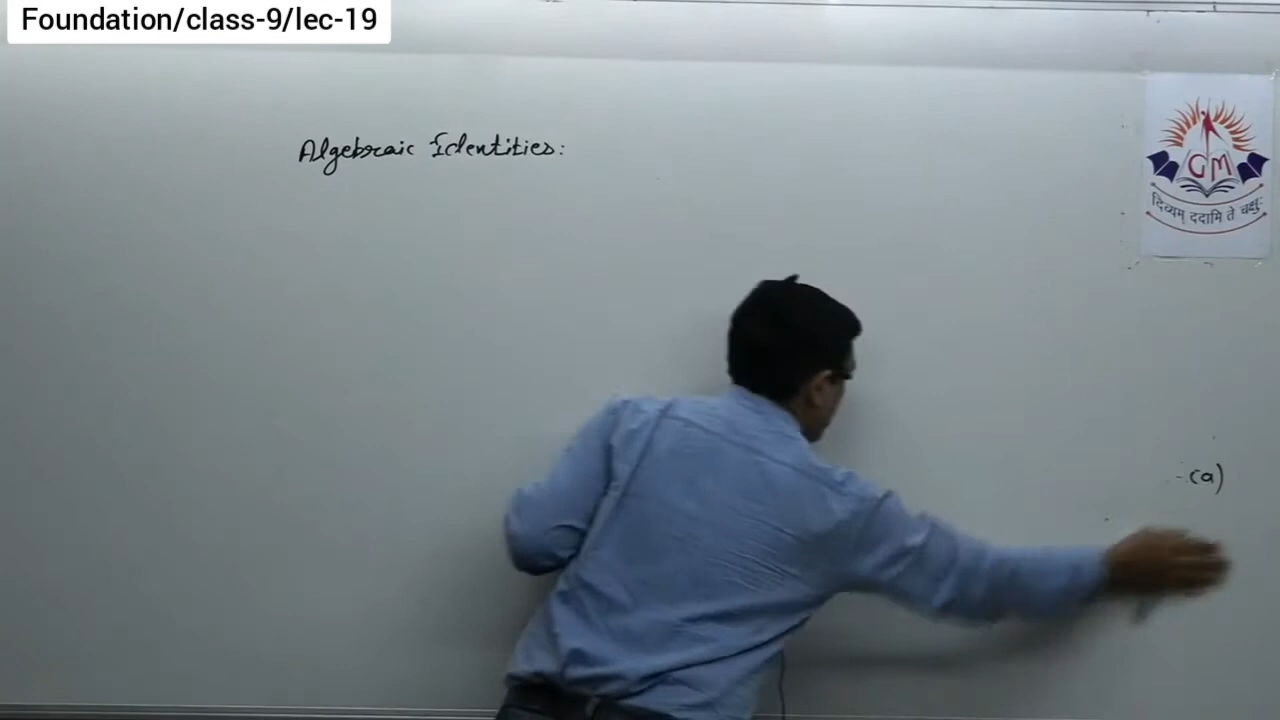 Foundation/class-9/lec-19
Algebraic Identities:
GM
दिव्यम् ददामि ते चक्षुः
-(a)